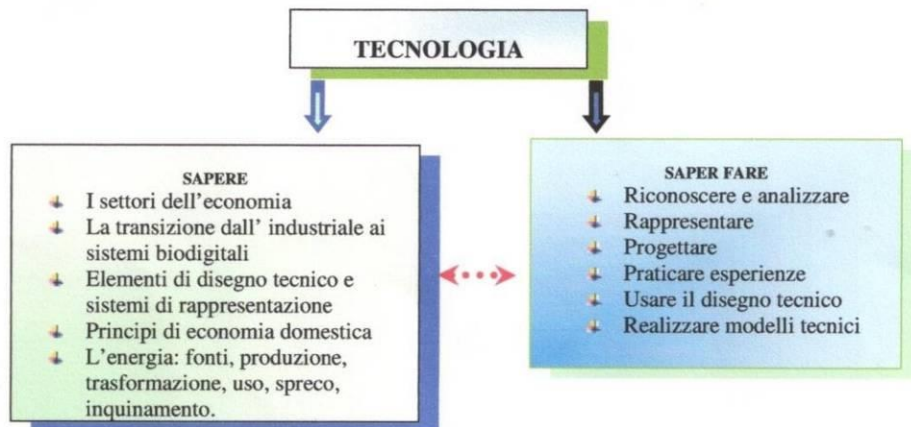 TECNOLOGIA
SAPERE
I settori dell'economia
La transizione dall' industriale ai
sistemi biodigitali
Elementi di disegno tecnico e
sistemi di rappresentazione
Principi di economia domestica
L'energia: fonti, produzione,
trasformazione, uso, spreco,
inquinamento.
SAPER FARE
Riconoscere e analizzare
Rappresentare
Progettare
Praticare esperienze
Usare il disegno tecnico
Realizzare modelli tecnici